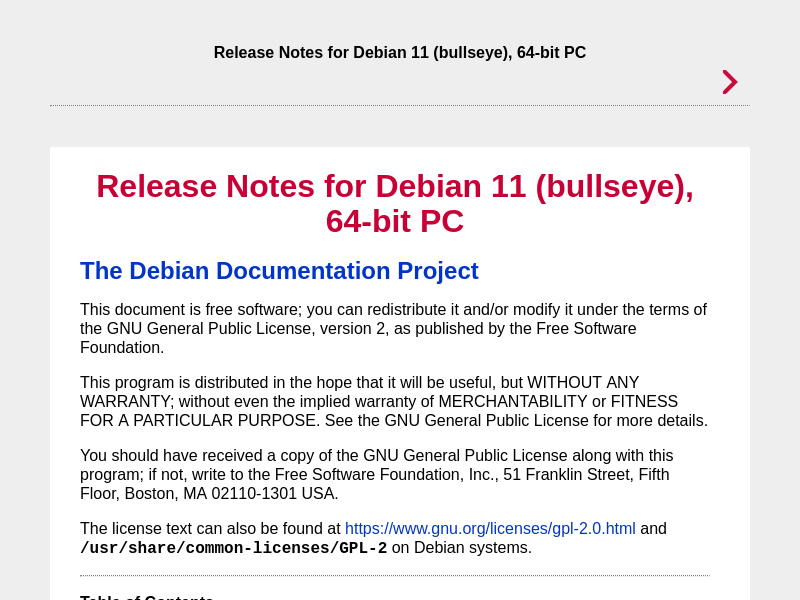 Release Notes for Debian 11 (bullseye), 64-bit PC
Release Notes for Debian 11 (bullseye),
64-bit PC
The Debian Documentation Project
This document is free software; you can redistribute it and/or modify it under the terms of
the GNU General Public License, version 2, as published by the Free Software
Foundation.
This program is distributed in the hope that it will be useful, but WITHOUT ANY
WARRANTY; without even the implied warranty of MERCHANTABILITY or FITNESS
FOR A PARTICULAR PURPOSE. See the GNU General Public License for more details.
You should have received a copy of the GNU General Public License along with this
program; if not, write to the Free Software Foundation, Inc., 51 Franklin Street, Fifth
Floor, Boston, MA 02110-1301 USA.
The license text can also be found at https://www.gnu.org/licenses/gpl-2.0.html and
/usr/share/common-licenses/GPL-2 on Debian systems.
Table of Contents